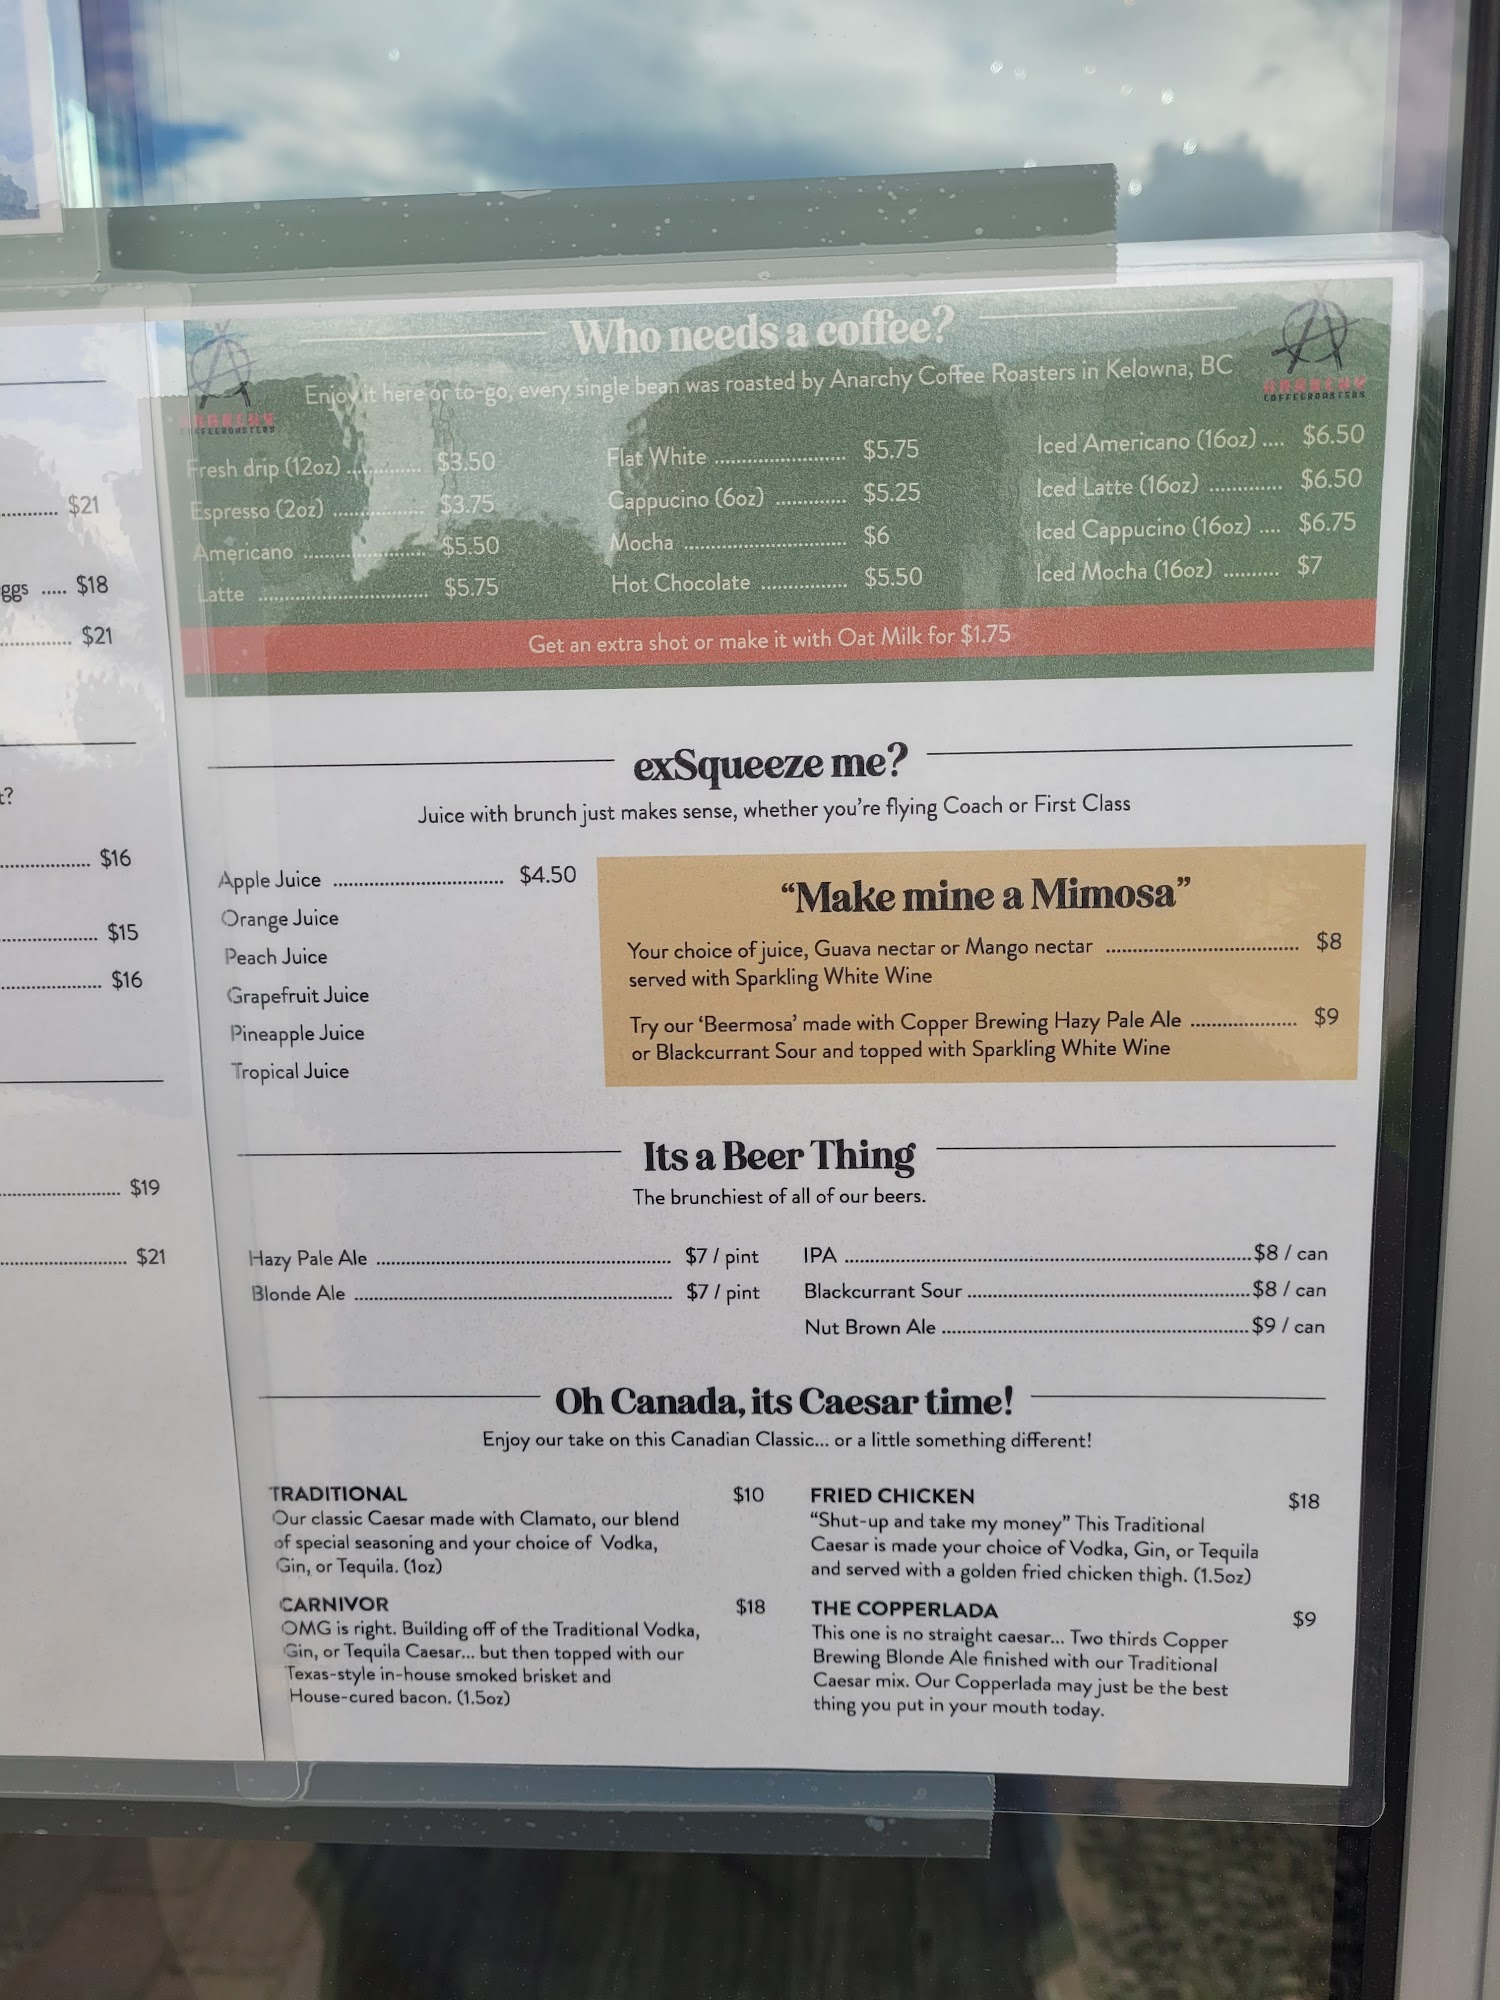 $21
ggs ..... $18
$21
t?
$16
$15
$16
$19
$21
Who needs a coffee?
Enjoy it here or to-go, every single bean was roasted by Anarchy Coffee Roasters in Kelowna, BC
ANARCHY
COFFEEROASTERS
ANARCHY
COFFEEROASTERS
Fresh drip (12oz) ............. $3.50
Espresso (2oz) ................ $3.75
Americano ..................... $5.50
Latte ............................. $5.75
Flat White ....................... $5.75
Cappucino (6oz) ............ $5.25
Mocha ............................ $6
Hot Chocolate ............... $5.50
Iced Americano (16oz) .... $6.50
Iced Latte (16oz) ............ $6.50
Iced Cappucino (16oz) .... $6.75
Iced Mocha (16oz) .......... $7
Get an extra shot or make it with Oat Milk for $1.75
exSqueeze me?
Juice with brunch just makes sense, whether you're flying Coach or First Class
Apple Juice ................................ $4.50
Orange Juice
Peach Juice
Grapefruit Juice
Pineapple Juice
Tropical Juice
“Make mine a Mimosa”
Your choice of juice, Guava nectar or Mango nectar .................................. $8
served with Sparkling White Wine
Try our ‘Beermosa’ made with Copper Brewing Hazy Pale Ale ................... $9
or Blackcurrant Sour and topped with Sparkling White Wine
Its a Beer Thing
The brunchiest of all of our beers.
Hazy Pale Ale .................................................... $7 / pint
Blonde Ale ........................................................ $7 / pint
IPA ....................................................................... $8 / can
Blackcurrant Sour ................................................. $8 / can
Nut Brown Ale ..................................................... $9 / can
Oh Canada, its Caesar time!
Enjoy our take on this Canadian Classic... or a little something different!
TRADITIONAL $10
Our classic Caesar made with Clamato, our blend
of special seasoning and your choice of Vodka,
Gin, or Tequila. (1oz)
CARNIVOR $18
OMG is right. Building off of the Traditional Vodka,
Gin, or Tequila Caesar... but then topped with our
Texas-style in-house smoked brisket and
House-cured bacon. (1.5oz)
FRIED CHICKEN $18
“Shut-up and take my money” This Traditional
Caesar is made your choice of Vodka, Gin, or Tequila
and served with a golden fried chicken thigh. (1.5oz)
THE COPPERLADA $9
This one is no straight caesar... Two thirds Copper
Brewing Blonde Ale finished with our Traditional
Caesar mix. Our Copperlada may just be the best
thing you put in your mouth today.